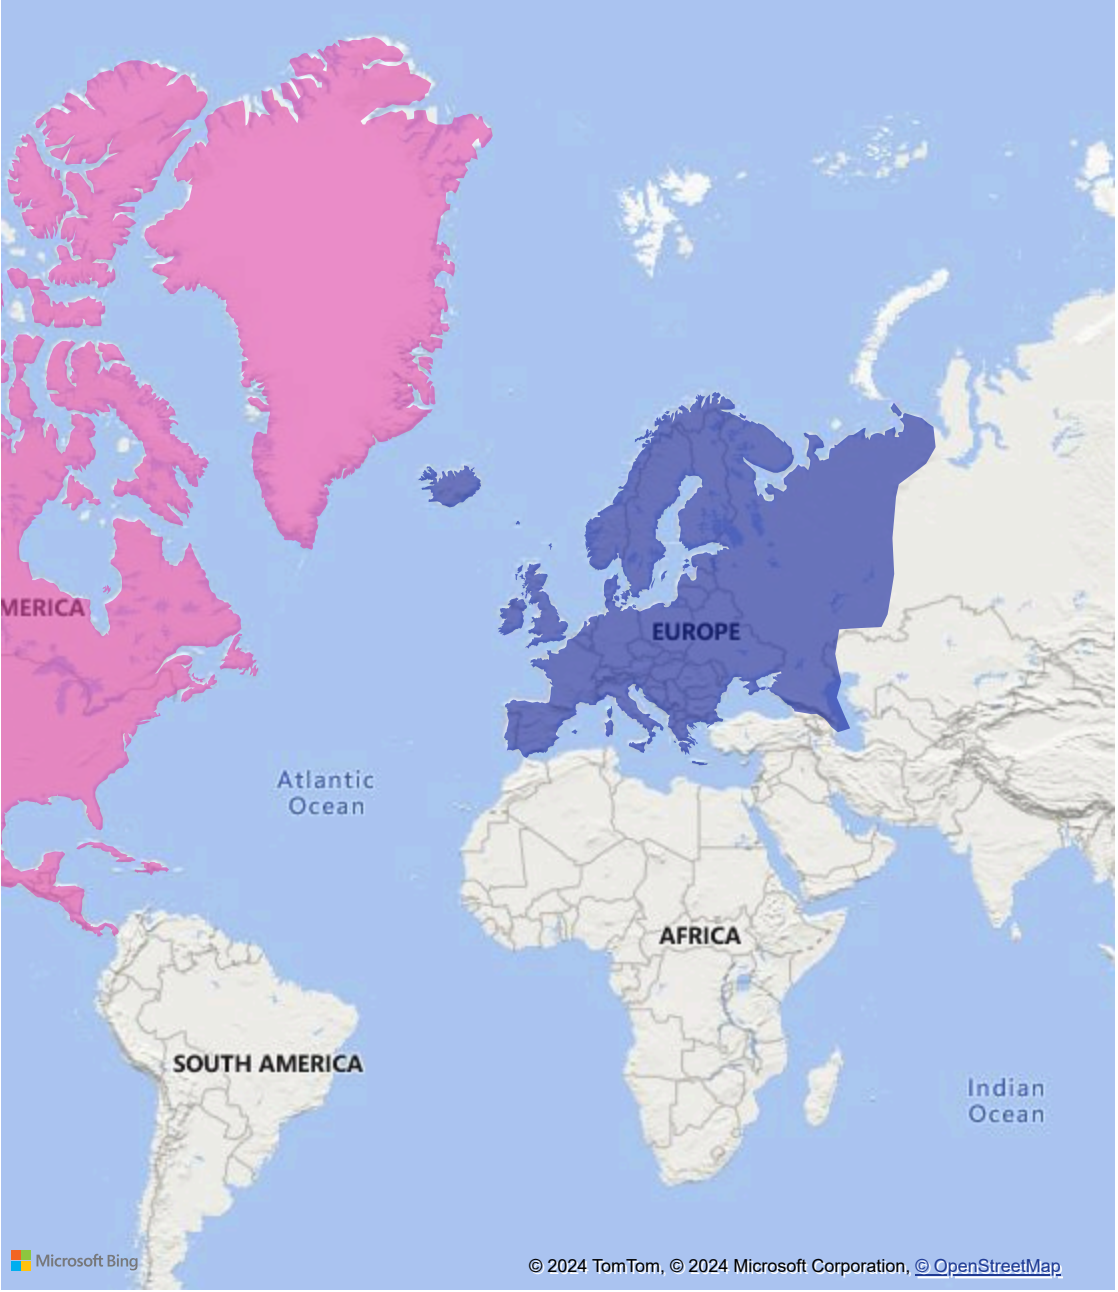 MERICA
EUROPE
Atlantic
Ocean
AFRICA
SOUTH AMERICA
Indian
Ocean
Microsoft Bing
© 2024 TomTom, © 2024 Microsoft Corporation, © OpenStreetMap